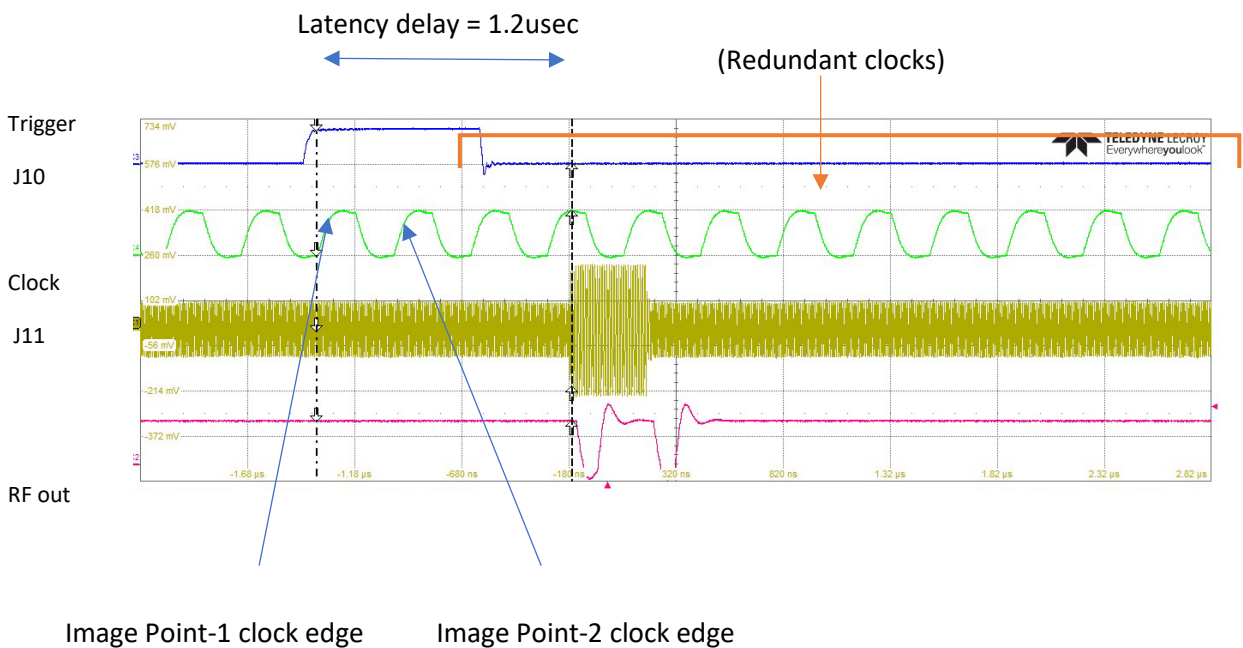 Latency delay = 1.2usec
(Redundant clocks)
Trigger
J10
Clock
J11
RF out
734 mV
576 mV
418 mV
260 mV
102 mV
-56 mV
-214 mV
-372 mV
TELEDYNE LECROY
Everywhereyoulook
-1.68 µs
-1.18 µs
-680 ns
-180 ns
320 ns
820 ns
1.32 µs
1.82 µs
2.32 µs
2.82 µs
Image Point-1 clock edge
Image Point-2 clock edge